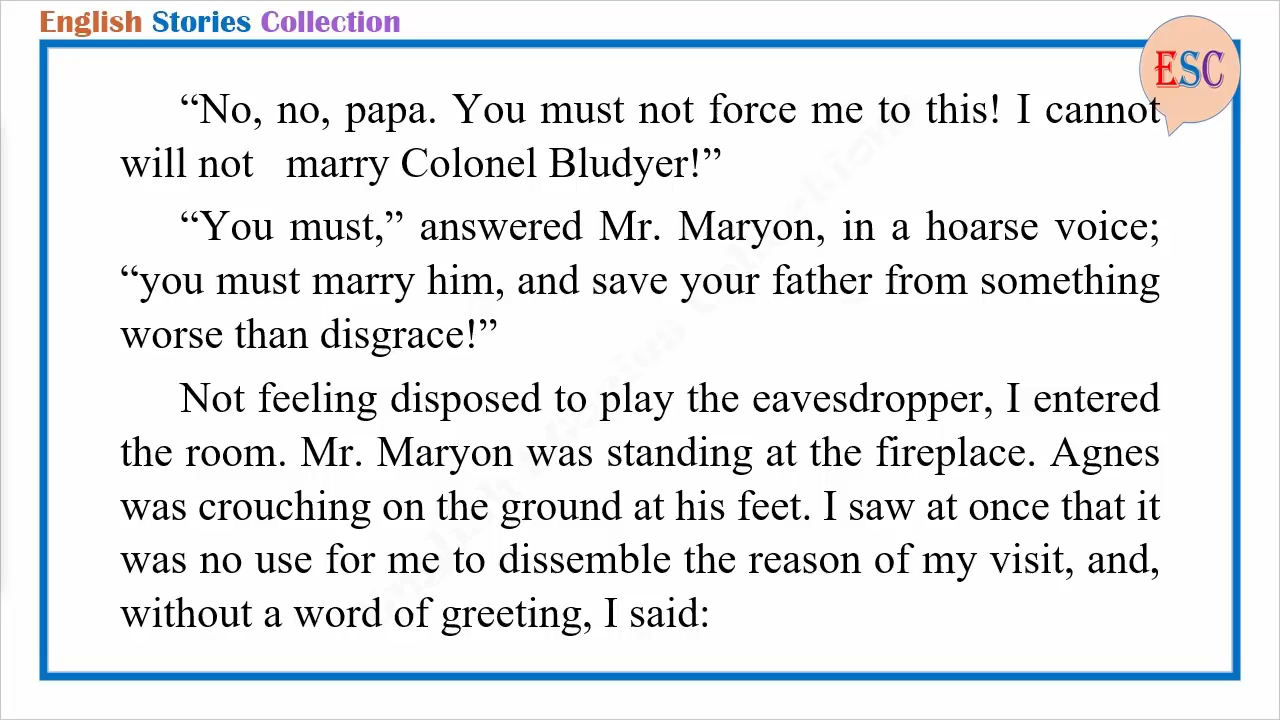 English Stories Collection
ESC
“No, no, papa. You must not force me to this! I cannot
will not marry Colonel Bludyer!”
“You must,” answered Mr. Maryon, in a hoarse voice;
“you must marry him, and save your father from something
worse than disgrace!”
Not feeling disposed to play the eavesdropper, I entered
the room. Mr. Maryon was standing at the fireplace. Agnes
was crouching on the ground at his feet. I saw at once that it
was no use for me to dissemble the reason of my visit, and,
without a word of greeting, I said: